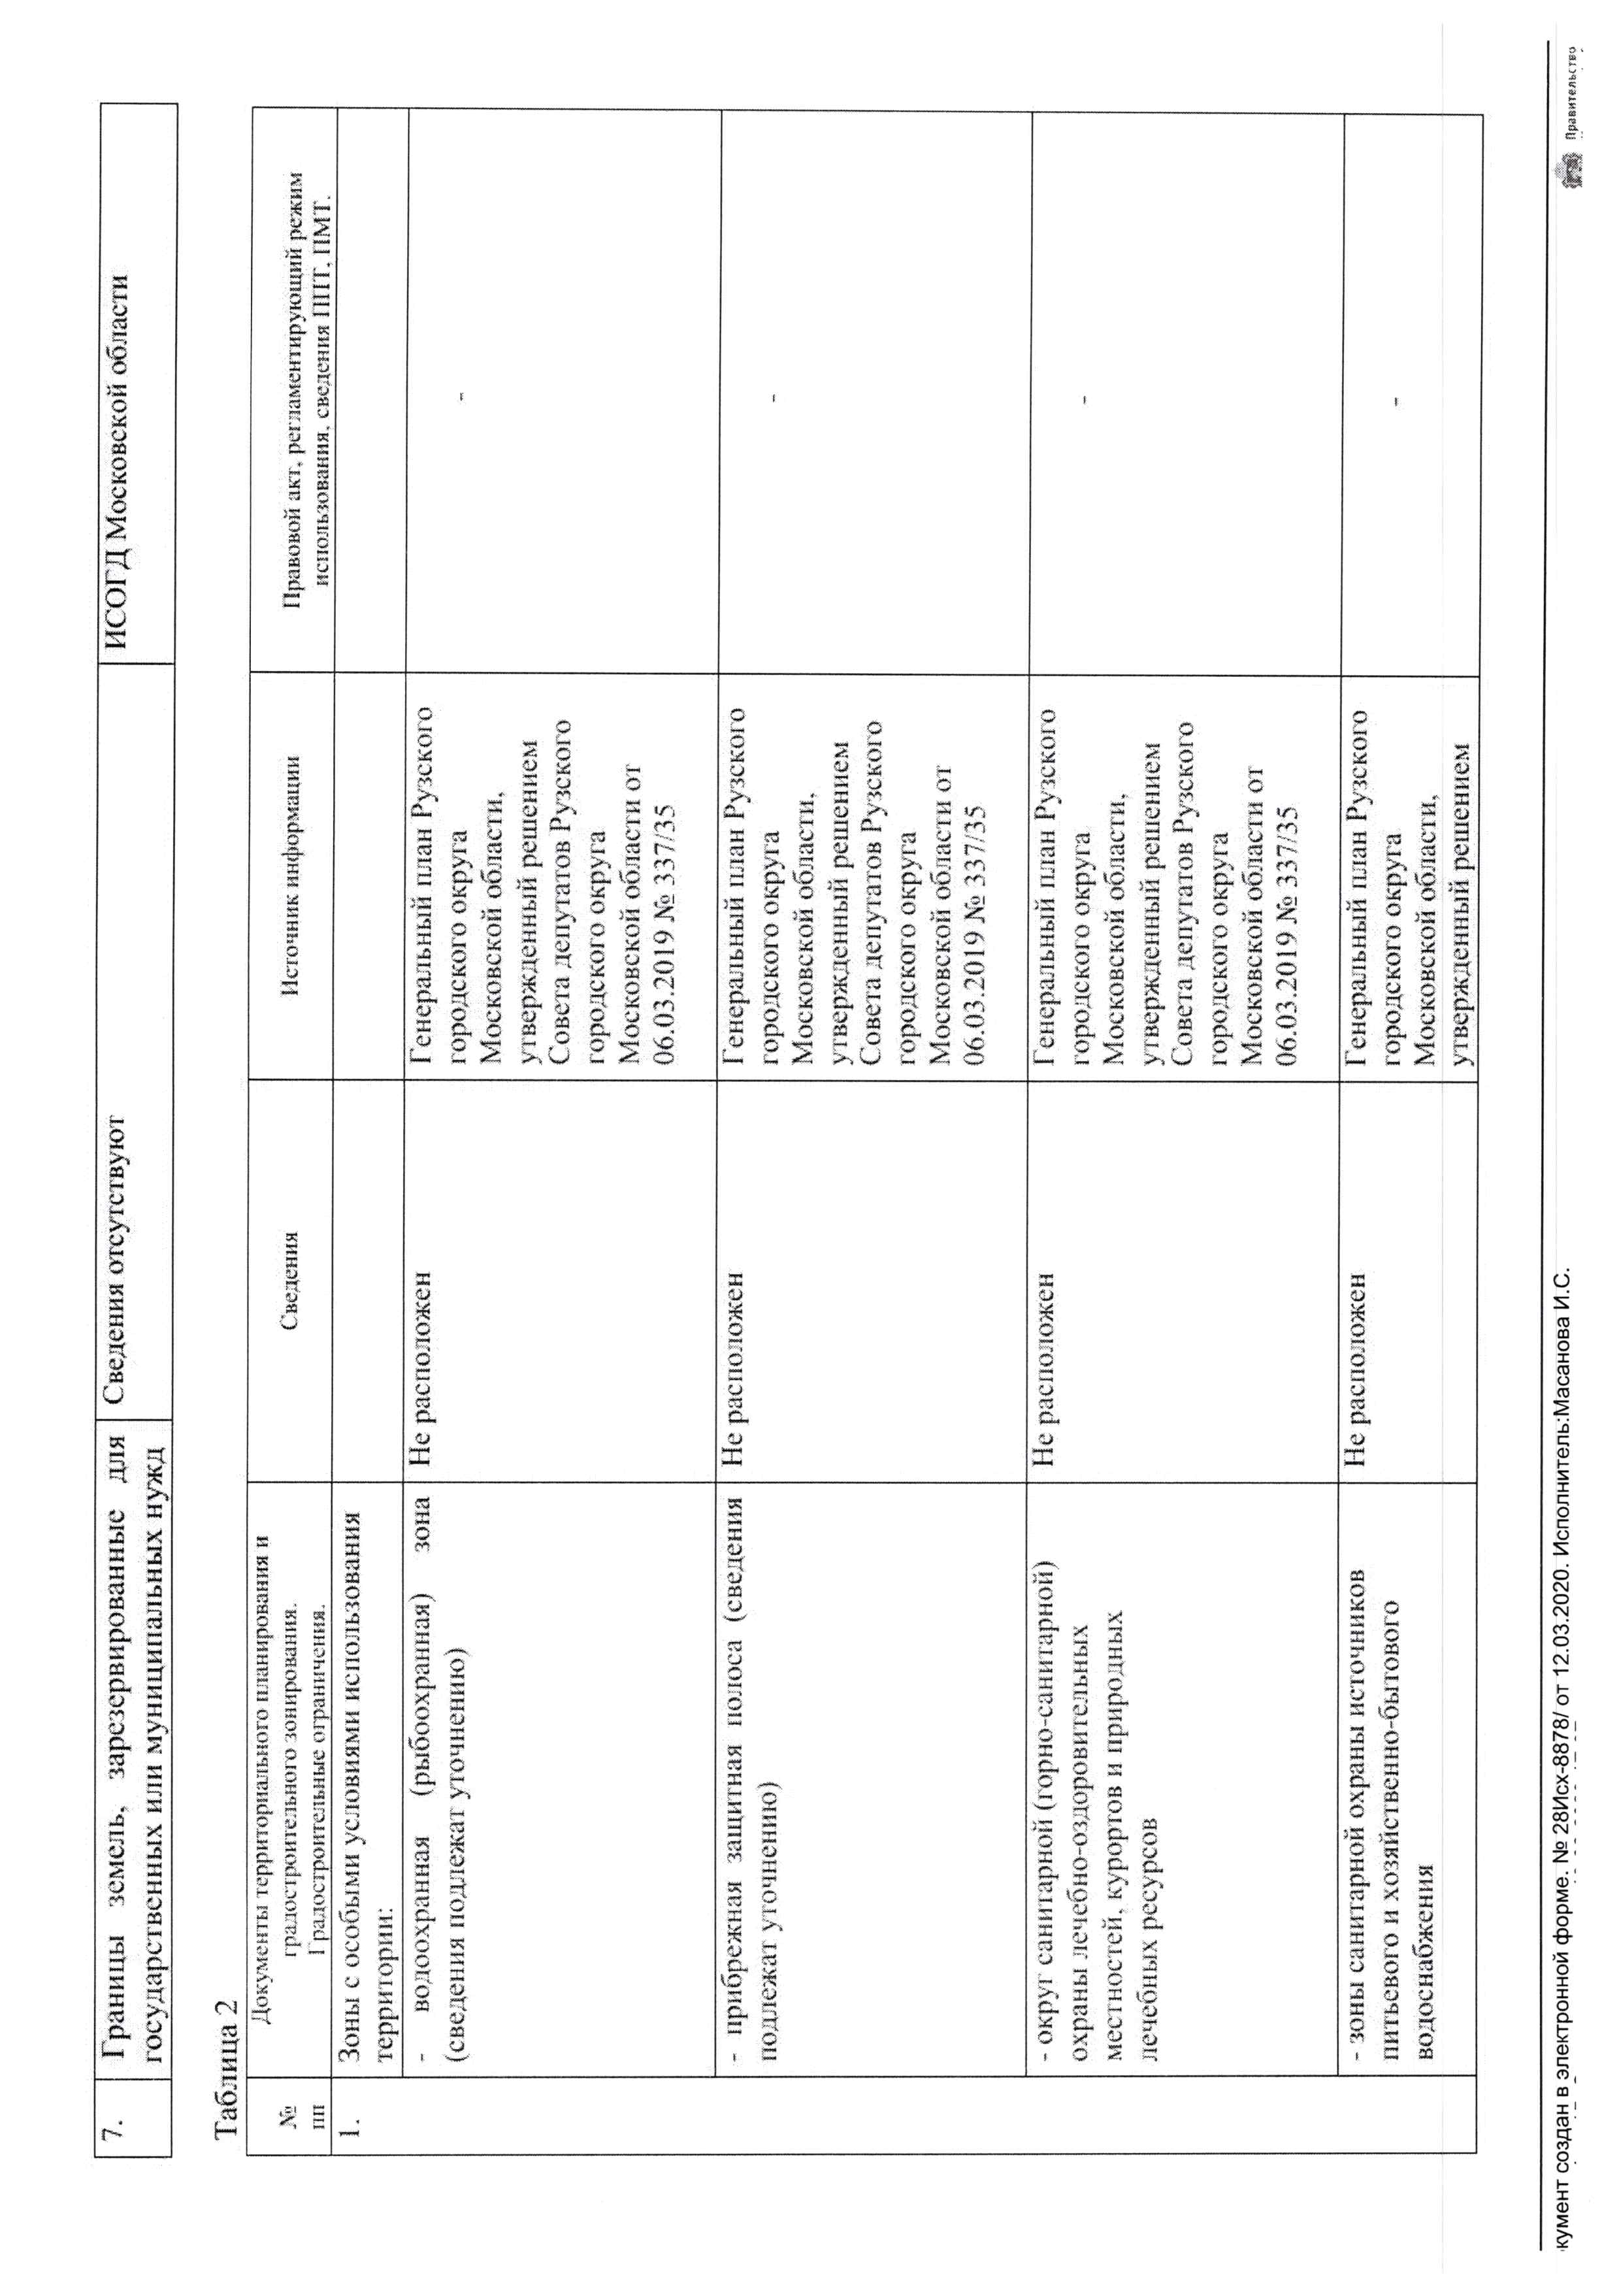 7.
Границы земель, зарезервированные для
государственных или муниципальных нужд
Сведения отсутствуют
ИСОГД Московской области
Таблица 2
№
пп
Документы территориального планирования и
градостроительного зонирования.
Градостроительные ограничения.
Сведения
Источник информации
Правовой акт, регламентирующий режим
использования, сведения ППТ, ПМТ.
1.
Зоны с особыми условиями использования
территории:
- водоохранная (рыбоохранная) зона
(сведения подлежат уточнению)
Не расположен
Генеральный план Рузского
городского округа
Московской области,
утвержденный решением
Совета депутатов Рузского
городского округа
Московской области от
06.03.2019 № 337/35
-
- прибрежная защитная полоса (сведения
подлежат уточнению)
Не расположен
Генеральный план Рузского
городского округа
Московской области,
утвержденный решением
Совета депутатов Рузского
городского округа
Московской области от
06.03.2019 № 337/35
-
- округ санитарной (горно-санитарной)
охраны лечебно-оздоровительных
местностей, курортов и природных
лечебных ресурсов
Не расположен
Генеральный план Рузского
городского округа
Московской области,
утвержденный решением
Совета депутатов Рузского
городского округа
Московской области от
06.03.2019 № 337/35
-
- зоны санитарной охраны источников
питьевого и хозяйственно-бытового
водоснабжения
Не расположен
Генеральный план Рузского
городского округа
Московской области,
утвержденный решением
-
кумент создан в электронной форме. № 28Исх-8878/ от 12.03.2020. Исполнитель:Масанова И.С.
Правительство